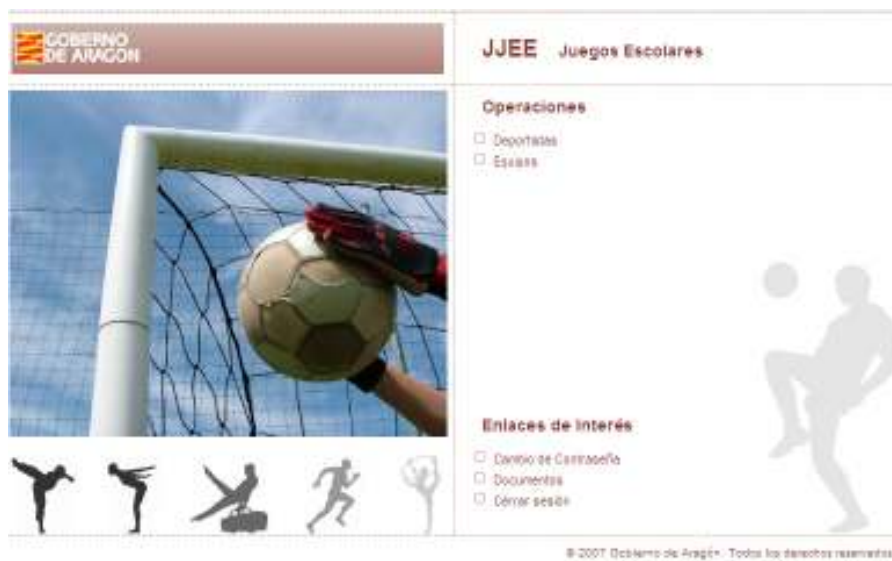 GOBIERNO
DE ARAGON
JJEE Juegos Escolares
Operaciones
Deportistas
Equipos
Enlaces de Interés
Cambio de Contraseña
Documentos
Cerrar sesión
© 2007 Gobierno de Aragón. Todos los derechos reservados